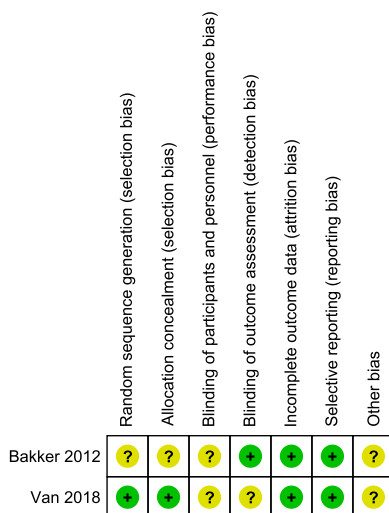 Random sequence generation (selection bias)
Allocation concealment (selection bias)
Blinding of participants and personnel (performance bias)
Blinding of outcome assessment (detection bias)
Incomplete outcome data (attrition bias)
Selective reporting (reporting bias)
Other bias
Bakker 2012 ? ? ? + + + ?
Van 2018 + + ? ? + + ?